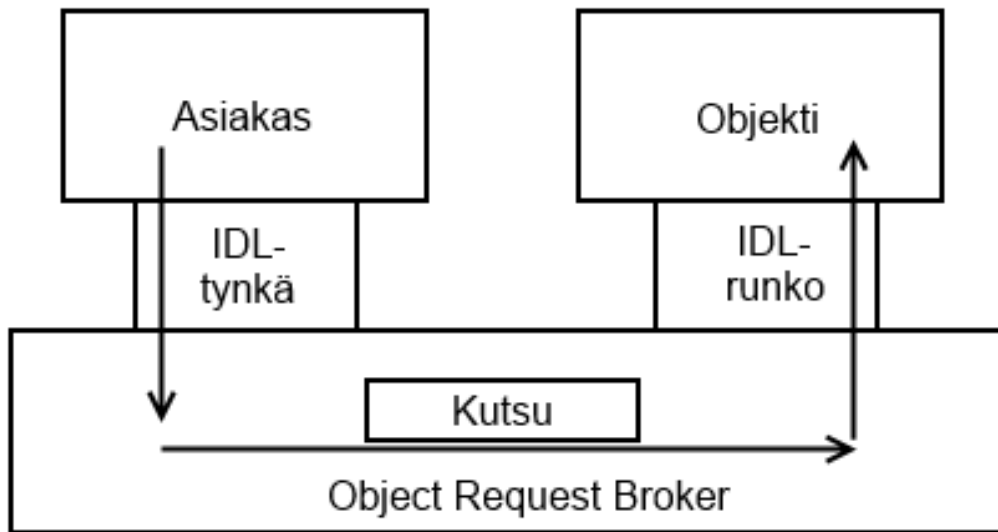 Asiakas
Objekti
IDL-
tynkä
IDL-
runko
Kutsu
Object Request Broker